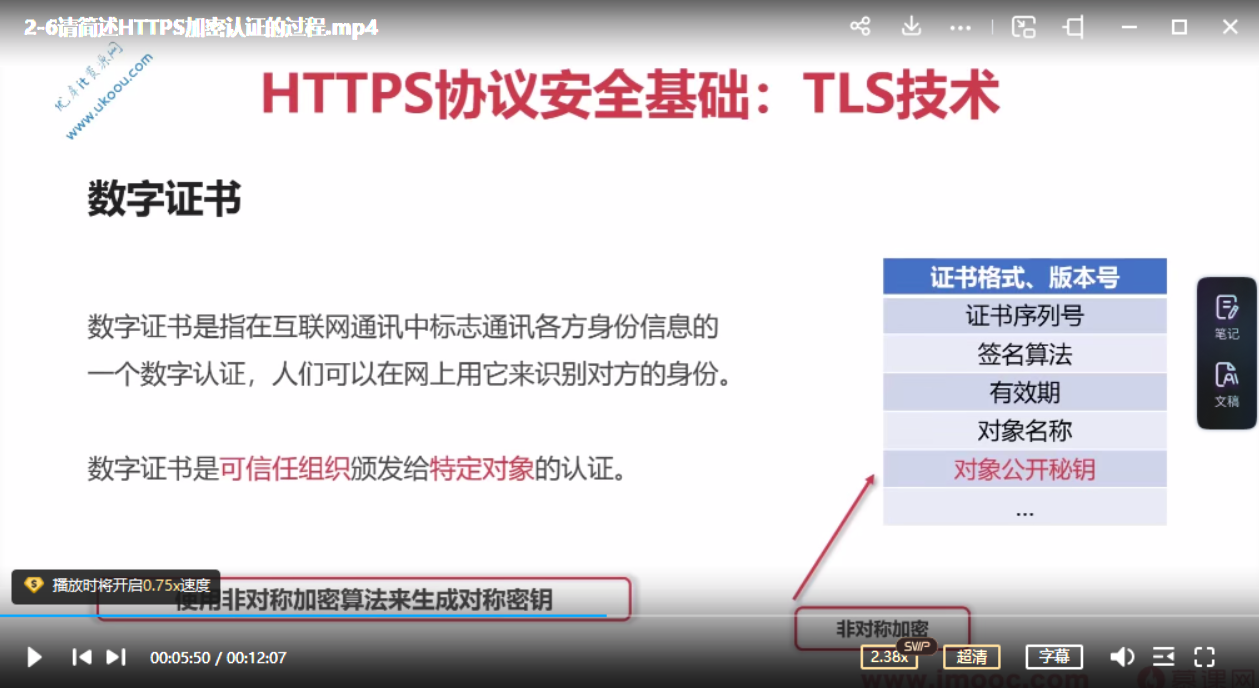 2-6请简述HTTPS加密认证的过程.mp4
优库it资源网
www.ukoou.com
HTTPS协议安全基础：TLS技术
数字证书
证书格式、版本号
证书序列号
签名算法
有效期
对象名称
对象公开秘钥
...
数字证书是指在互联网通讯中标志通讯各方身份信息的
一个数字认证，人们可以在网上用它来识别对方的身份。
数字证书是可信任组织颁发给特定对象的认证。
笔记
文稿
播放时将开启0.75x速度
使用非对称加密算法来生成对称密钥
非对称加密
00:05:50 / 00:12:07
2.38x
SVIP
超清
字幕
www.imooc.com
慕课网